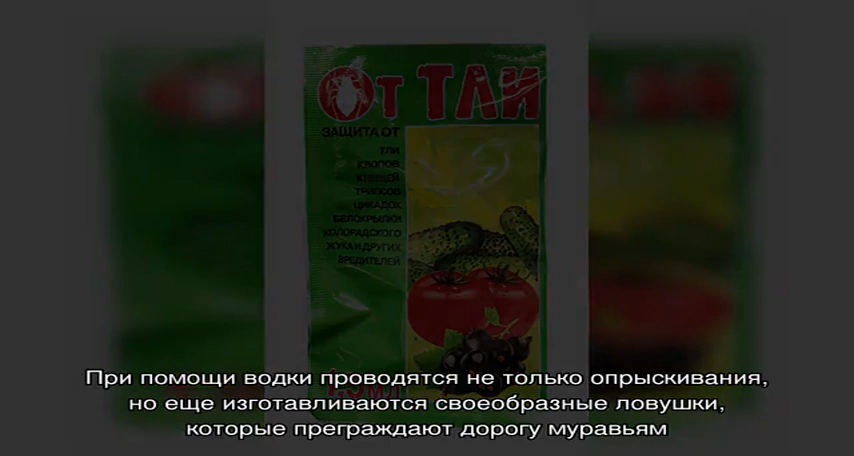 От Тли
ЗАЩИТА ОТ
ТЛИ
КЛОПОВ
КЛЕЩЕЙ
ТРИПСОВ
ЦИКАДОК
БЕЛОКРЫЛКИ
КОЛОРАДСКОГО
ЖУКА И ДРУГИХ
ВРЕДИТЕЛЕЙ
При помощи водки проводятся не только опрыскивания,
но еще изготавливаются своеобразные ловушки,
которые преграждают дорогу муравьям